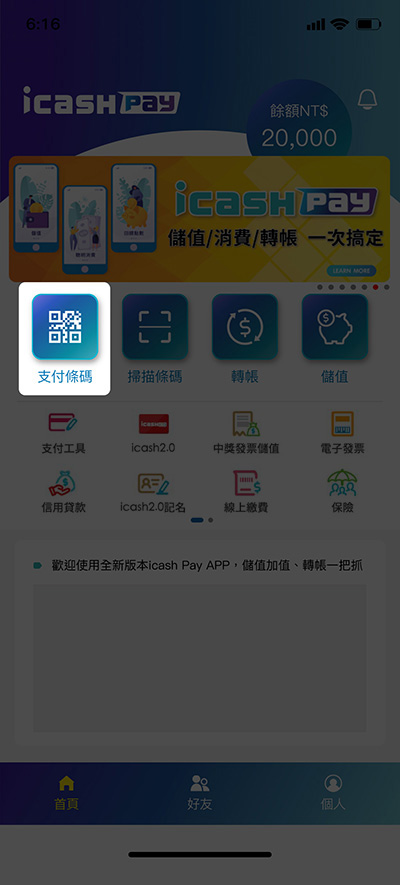 6:16
icash Pay
餘額NT$
20,000
icash Pay
儲值/消費/轉帳 一次搞定
LEARN MORE
支付條碼
掃描條碼
轉帳
儲值
支付工具
icash2.0
中獎發票儲值
電子發票
信用貸款
icash2.0記名
線上繳費
保險
歡迎使用全新版本icash Pay APP，儲值加值、轉帳一把抓
首頁
好友
個人